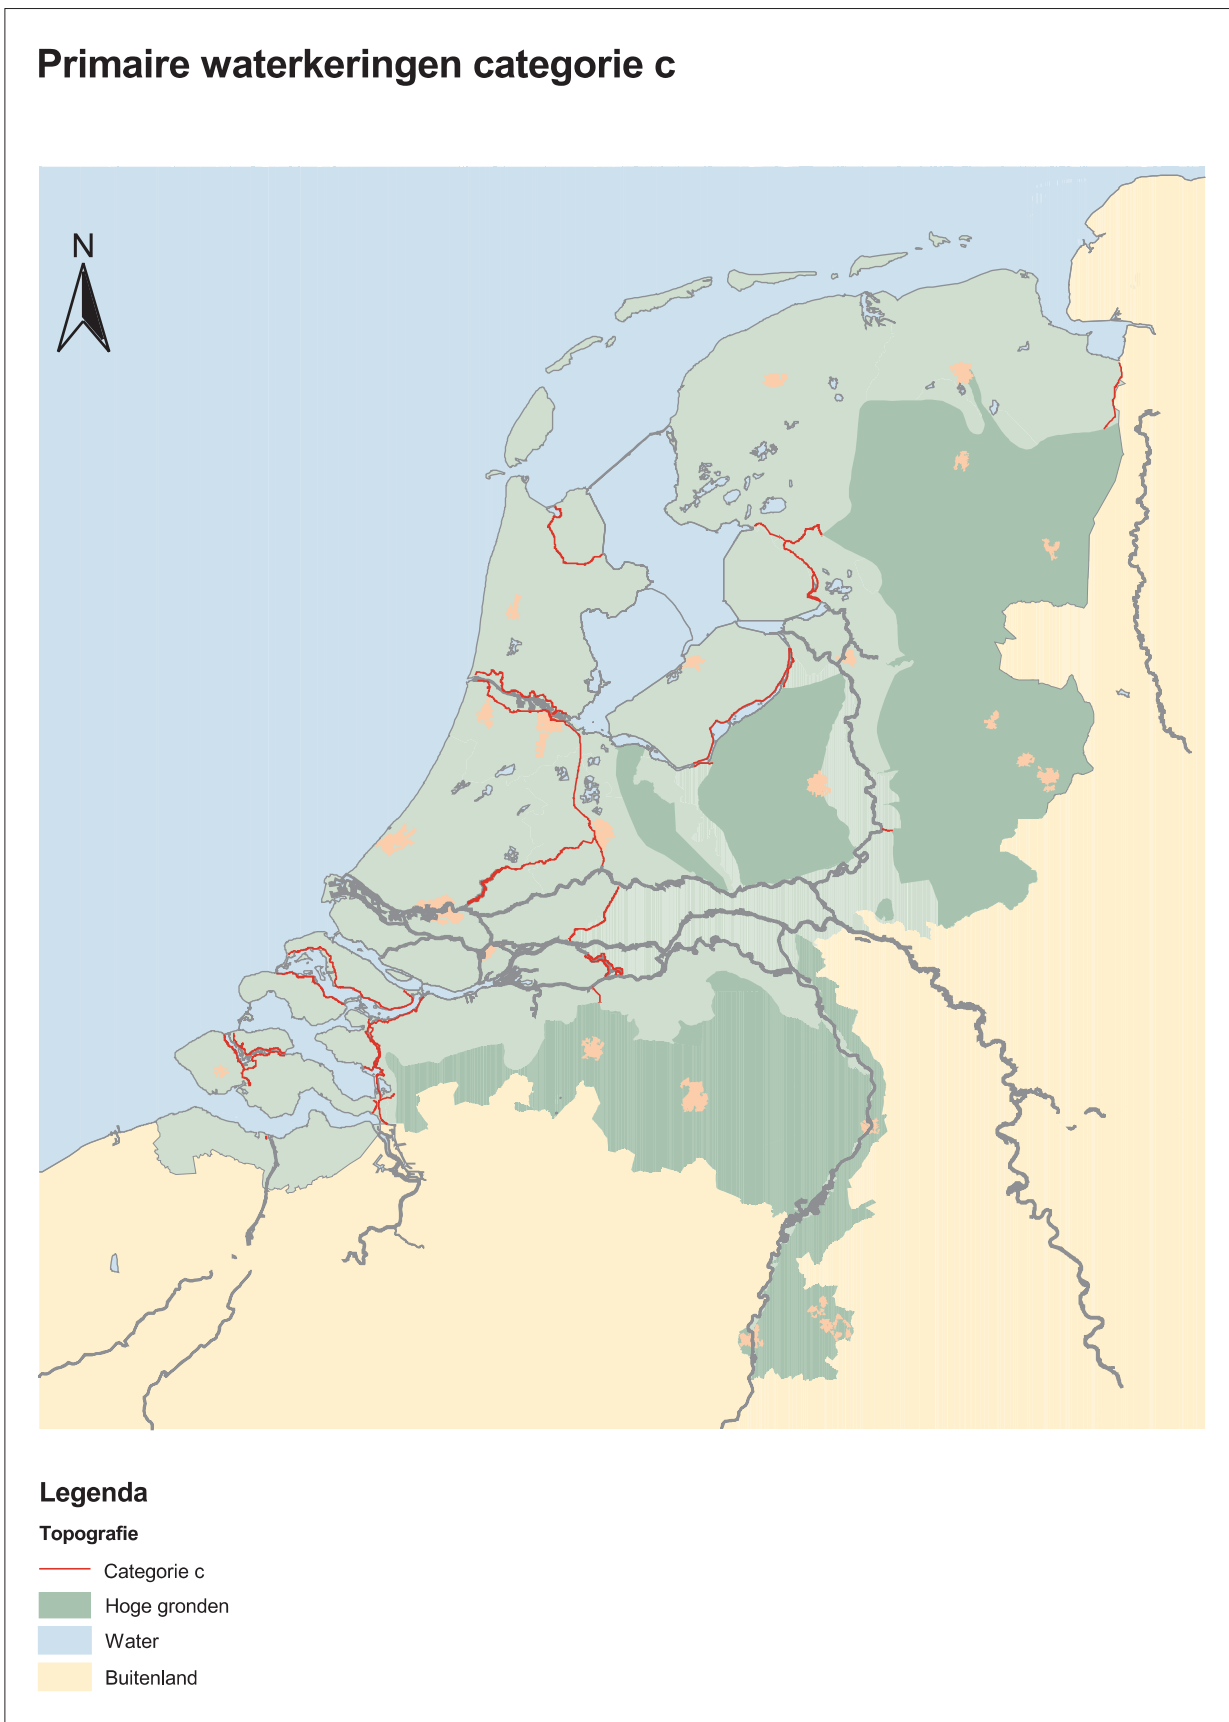 Primaire waterkeringen categorie c
N
Legenda
Topografie
Categorie c
Hoge gronden
Water
Buitenland